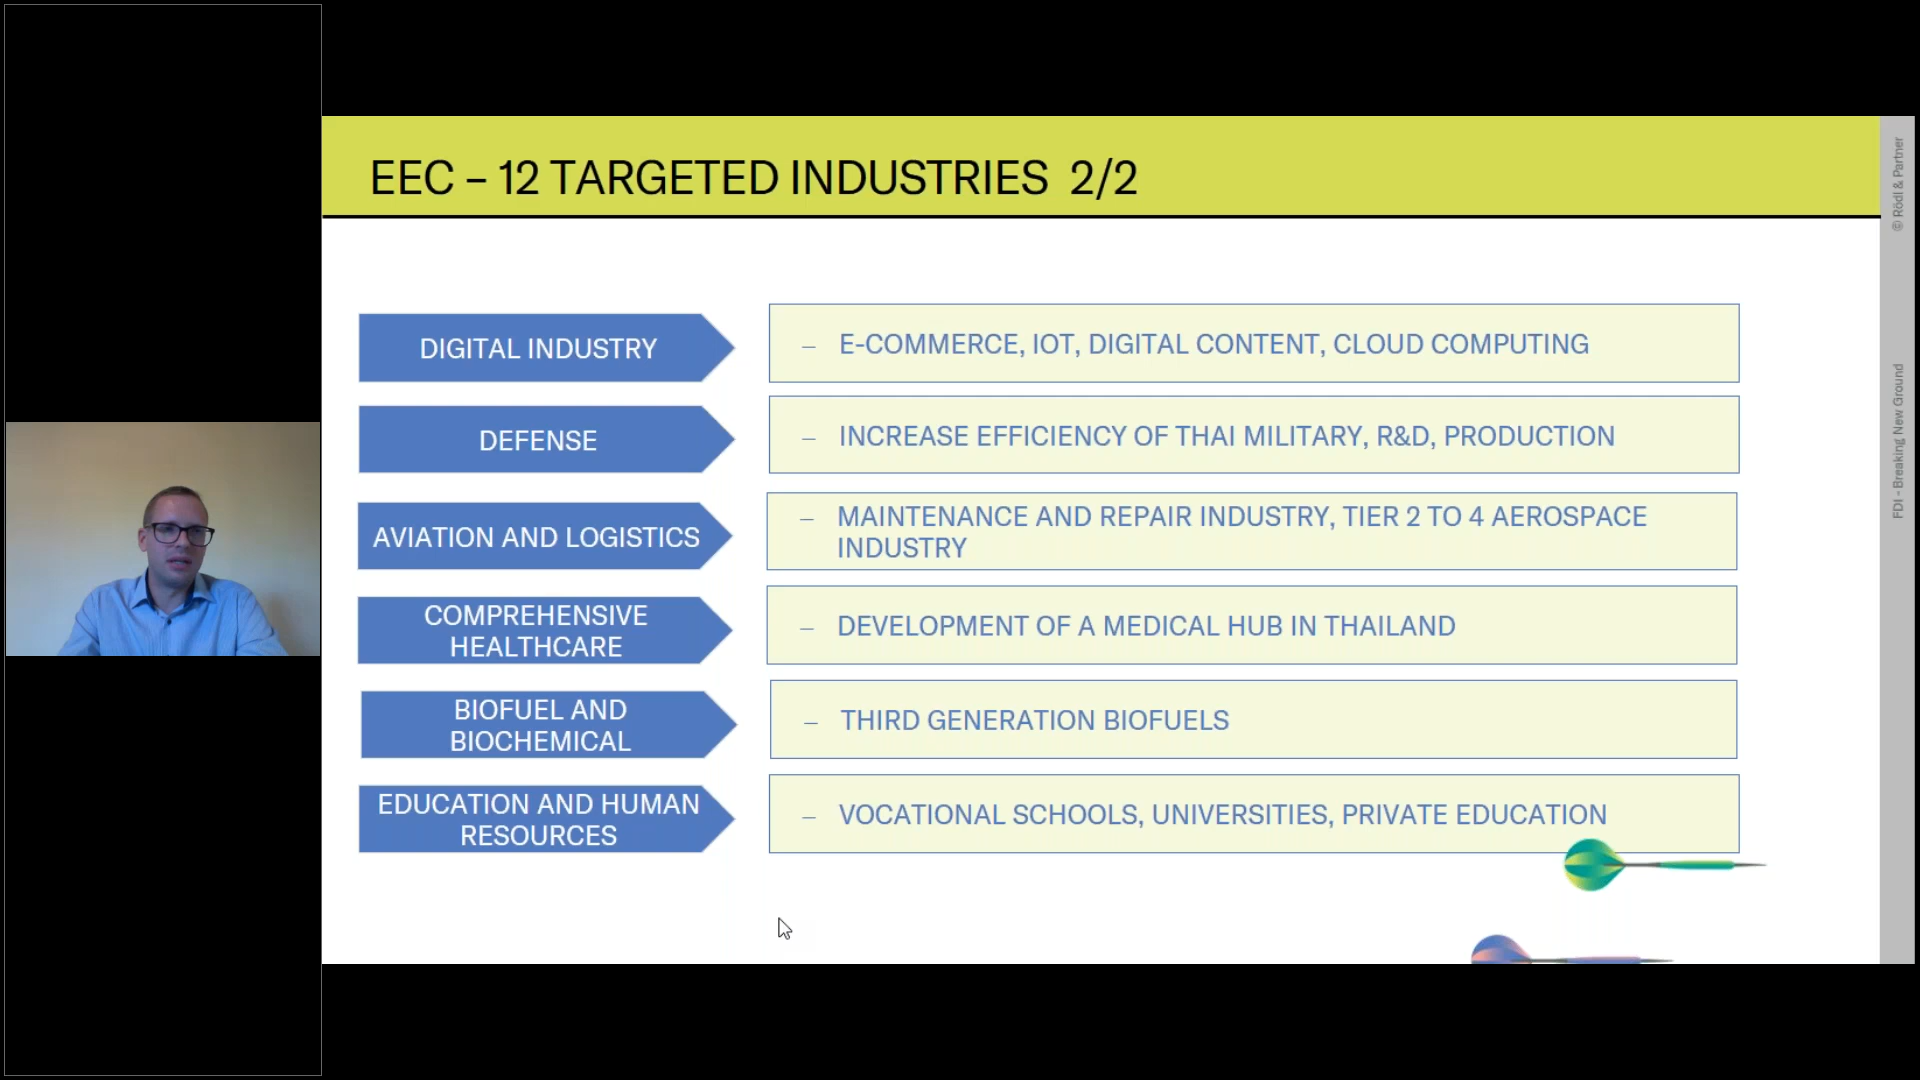 EEC – 12 TARGETED INDUSTRIES 2/2
DIGITAL INDUSTRY
– E-COMMERCE, IOT, DIGITAL CONTENT, CLOUD COMPUTING
DEFENSE
– INCREASE EFFICIENCY OF THAI MILITARY, R&D, PRODUCTION
AVIATION AND LOGISTICS
– MAINTENANCE AND REPAIR INDUSTRY, TIER 2 TO 4 AEROSPACE
INDUSTRY
COMPREHENSIVE
HEALTHCARE
– DEVELOPMENT OF A MEDICAL HUB IN THAILAND
BIOFUEL AND
BIOCHEMICAL
– THIRD GENERATION BIOFUELS
EDUCATION AND HUMAN
RESOURCES
– VOCATIONAL SCHOOLS, UNIVERSITIES, PRIVATE EDUCATION
© Rödl & Partner
FDI - Breaking New Ground